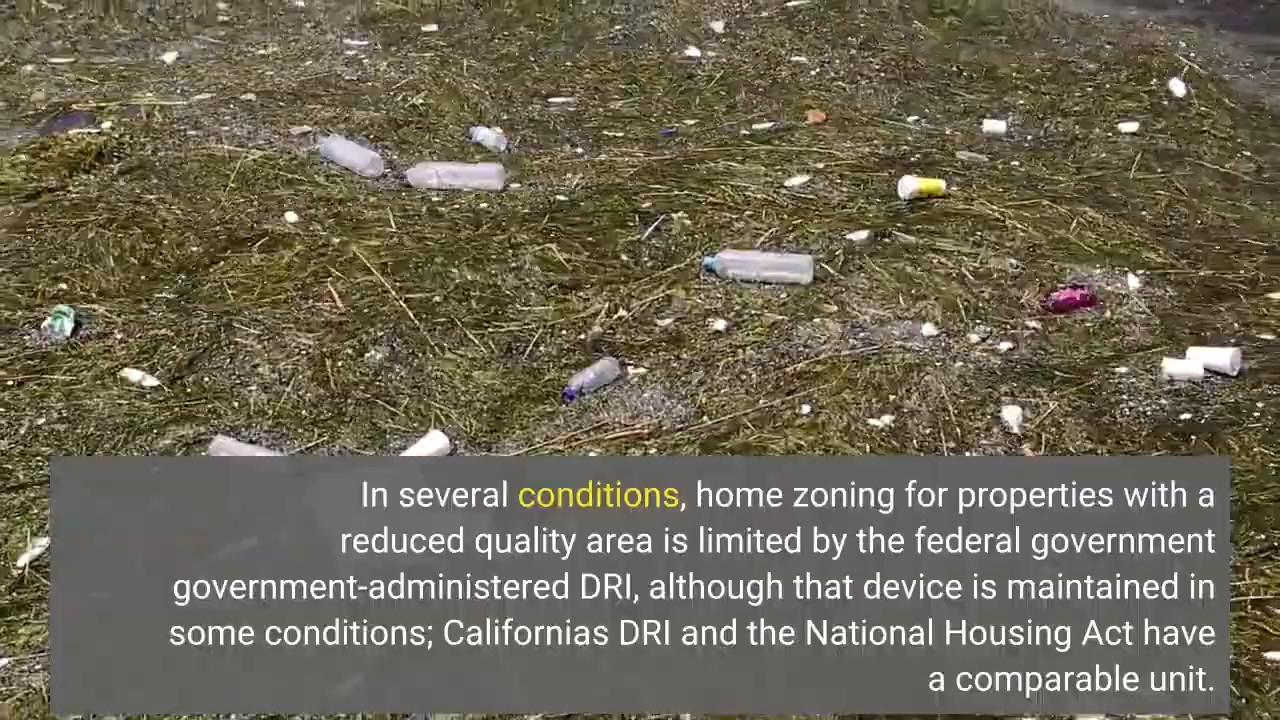 In several conditions, home zoning for properties with a
reduced quality area is limited by the federal government
government-administered DRI, although that device is maintained in
some conditions; Californias DRI and the National Housing Act have
a comparable unit.